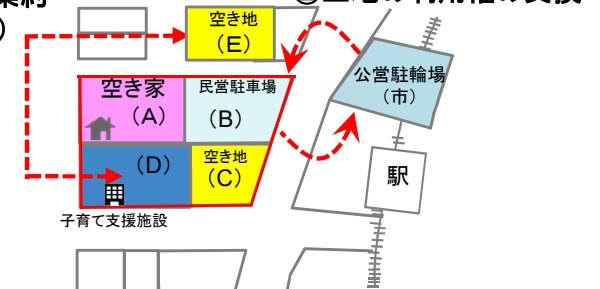 空き地
（E）
公営駐輪場
（市）
空き家
（A）
民営駐車場
（B）
（D）
空き地
（C）
駅
子育て支援施設